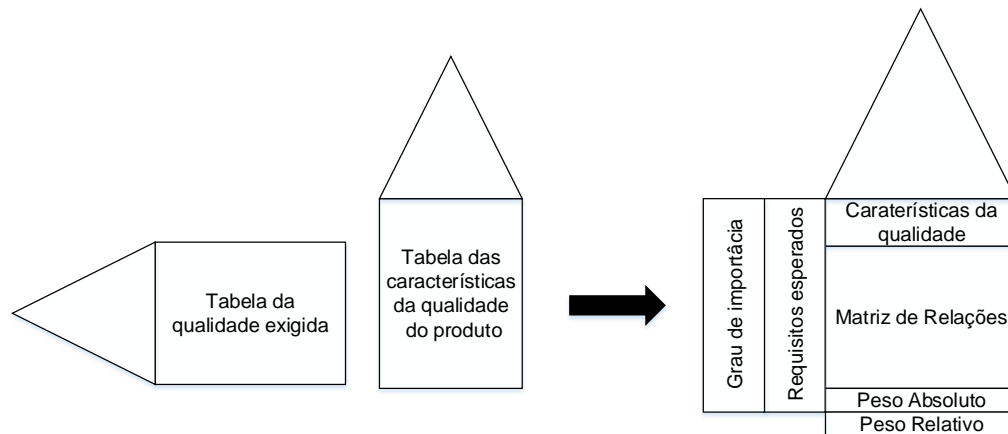 Tabela da
qualidade exigida
Tabela das
características
da qualidade
do produto
Grau de importâcia
Requisitos esperados
Caraterísticas da
qualidade
Matriz de Relações
Peso Absoluto
Peso Relativo